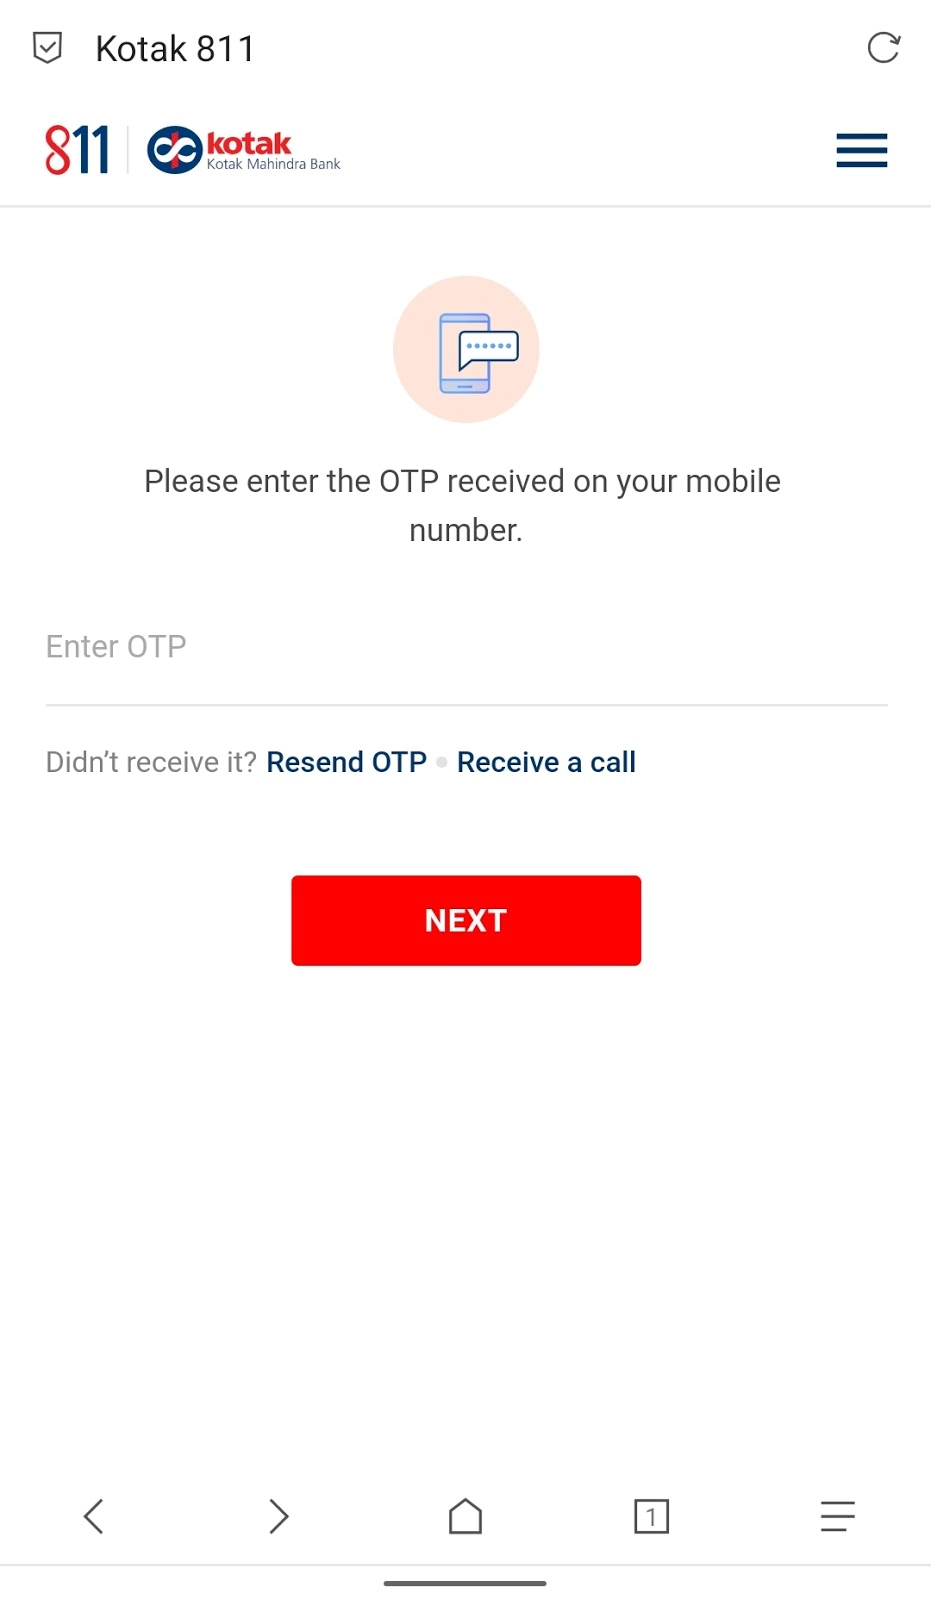 Kotak 811
811
kotak
Kotak Mahindra Bank
Please enter the OTP received on your mobile
number.
Enter OTP
Didn’t receive it? Resend OTP Receive a call
NEXT
1